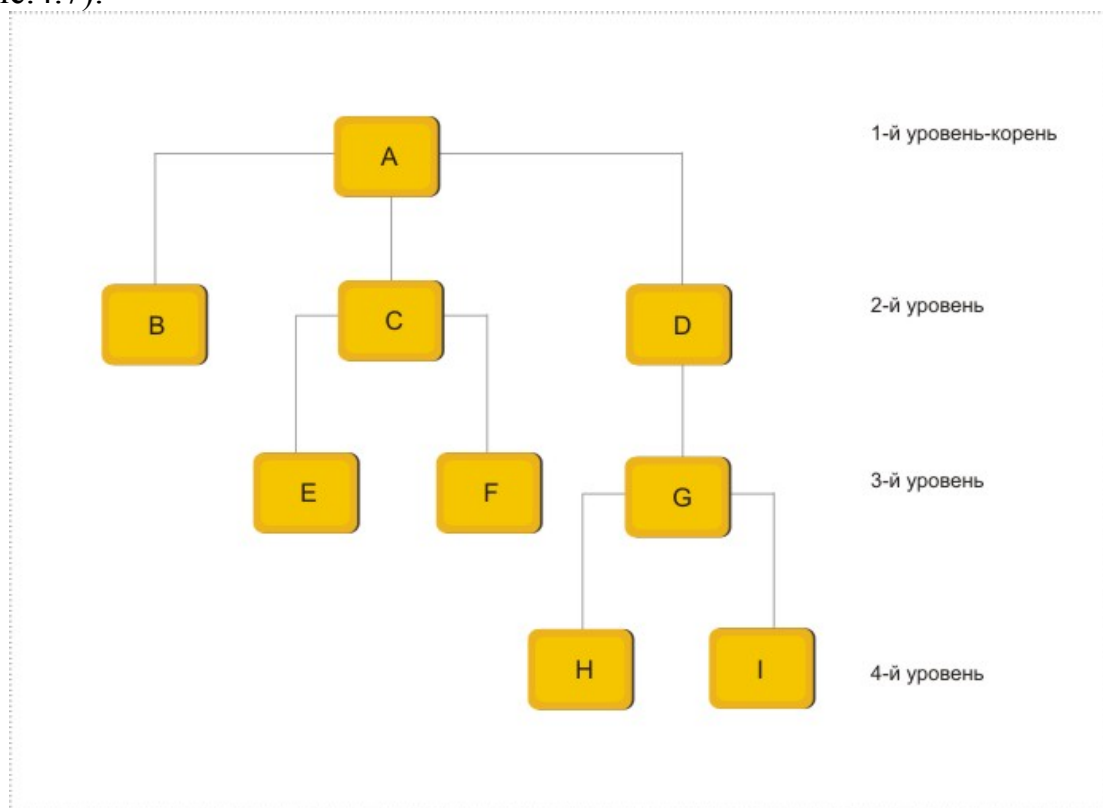 A
1-й уровень-корень
B
C
D
2-й уровень
E
F
G
3-й уровень
H
I
4-й уровень